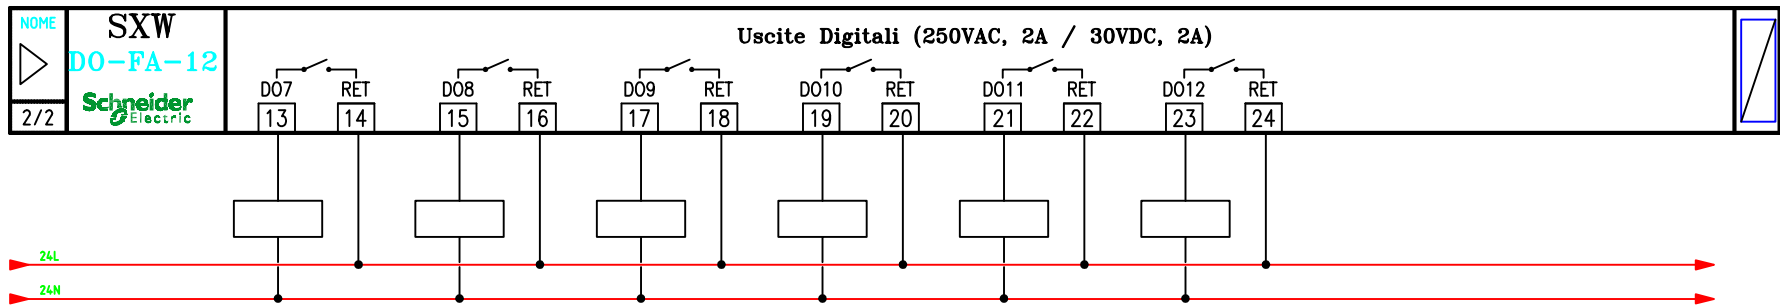 NOME
SXW
DO-FA-12
Schneider
Electric
2/2
Uscite Digitali (250VAC, 2A / 30VDC, 2A)
DO7 RET DO8 RET DO9 RET DO10 RET DO11 RET DO12 RET
13 14 15 16 17 18 19 20 21 22 23 24
24L
24N